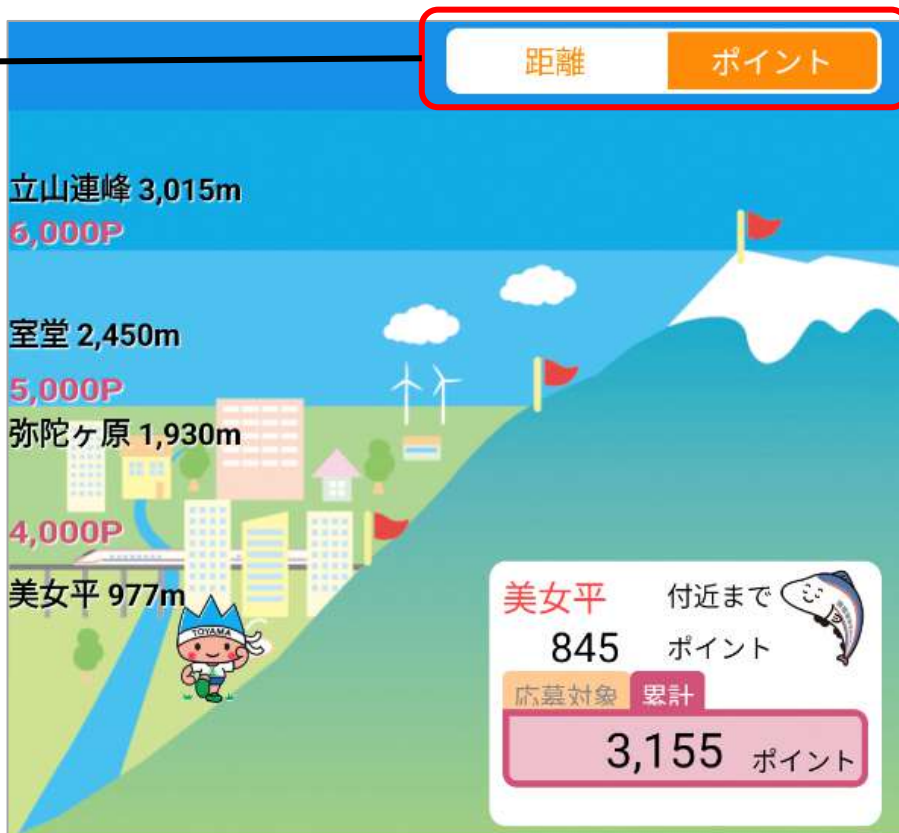 距離 ポイント
立山連峰 3,015m
6,000P
室堂 2,450m
5,000P
弥陀ヶ原 1,930m
4,000P
美女平 977m
TOYAMA
美女平 付近まで
845 ポイント
応募対象 累計
3,155 ポイント